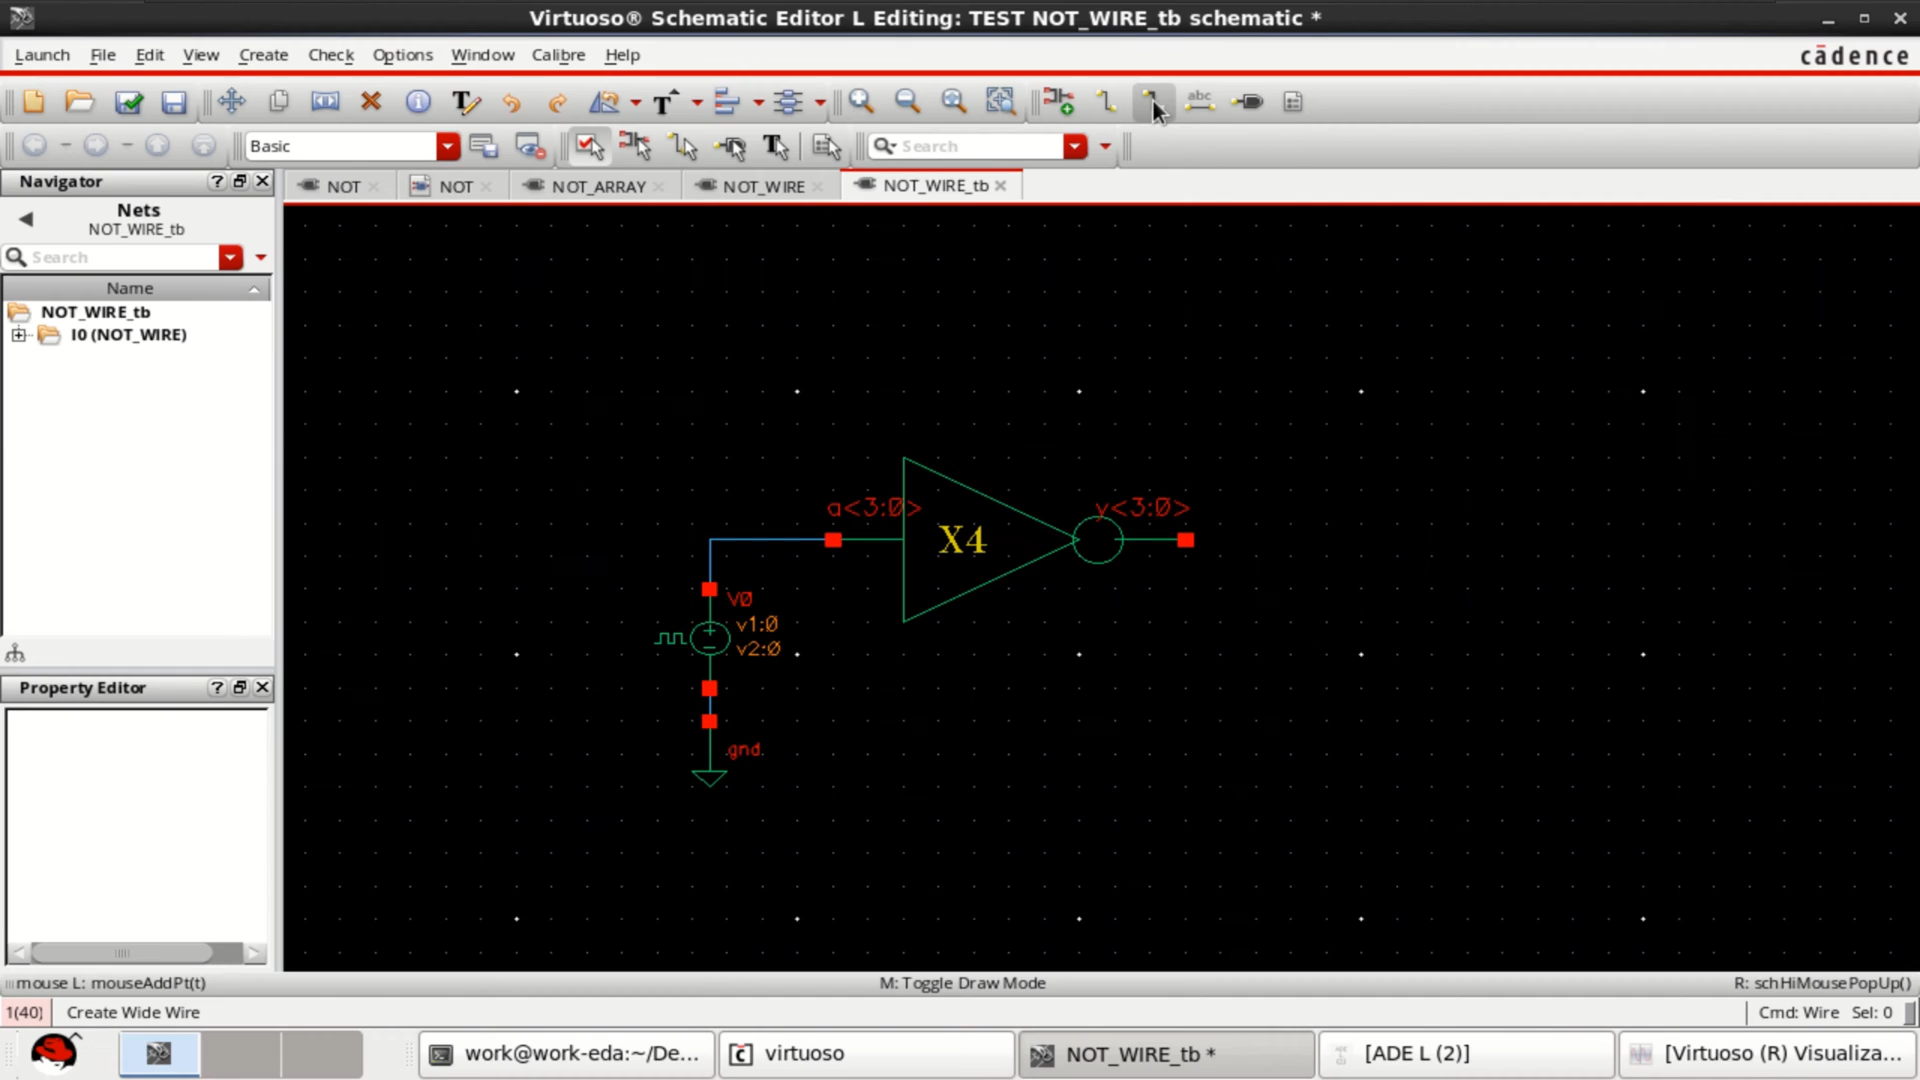 Virtuoso® Schematic Editor L Editing: TEST NOT_WIRE_tb schematic *
Launch File Edit View Create Check Options Window Calibre Help
cādence
abc
Basic
Search
Navigator
NOT NOT NOT_ARRAY NOT_WIRE NOT_WIRE_tb
Nets
NOT_WIRE_tb
Search
Name
NOT_WIRE_tb
I0 (NOT_WIRE)
a<3:0>
y<3:0>
X4
V0
v1:0
v2:0
gnd
Property Editor
mouse L: mouseAddPt(t)
M: Toggle Draw Mode
R: schHiMousePopUp()
1(40) Create Wide Wire
Cmd: Wire Sel: 0
work@work-eda:~/De...
virtuoso
NOT_WIRE_tb *
[ADE L (2)]
[Virtuoso (R) Visualiza...